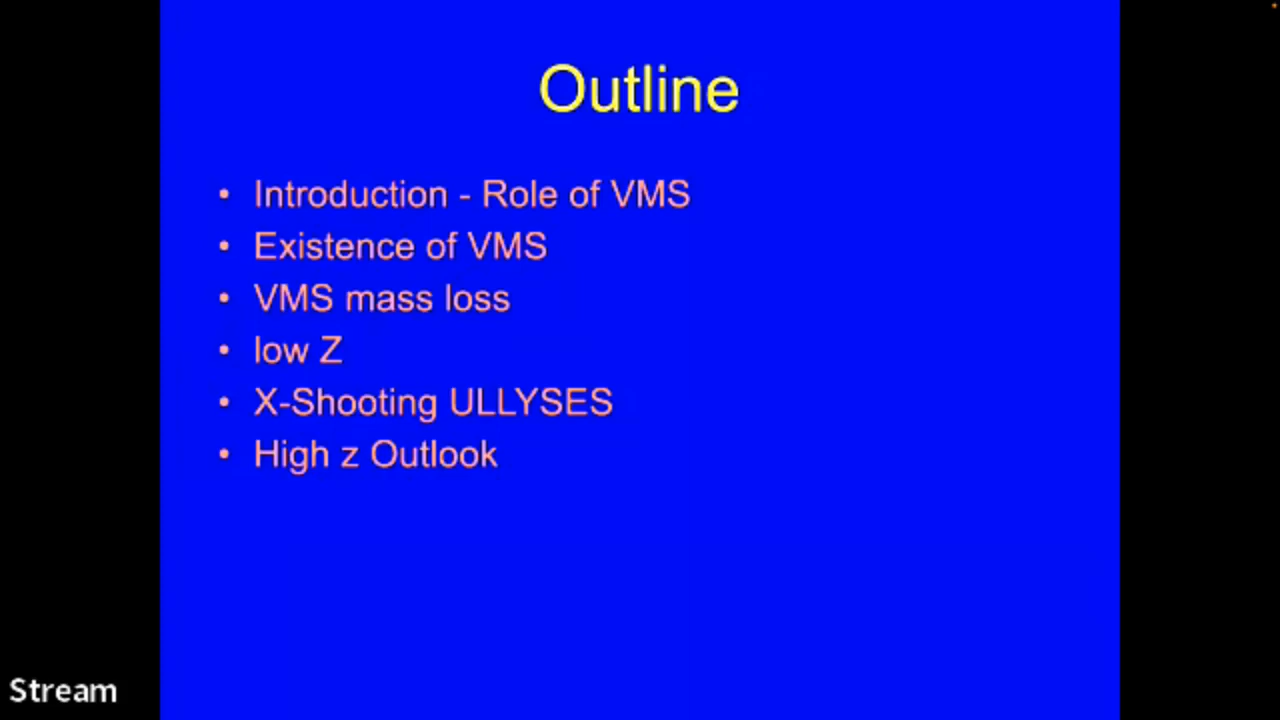 Outline
• Introduction - Role of VMS
• Existence of VMS
• VMS mass loss
• low Z
• X-Shooting ULLYSES
• High z Outlook
Stream